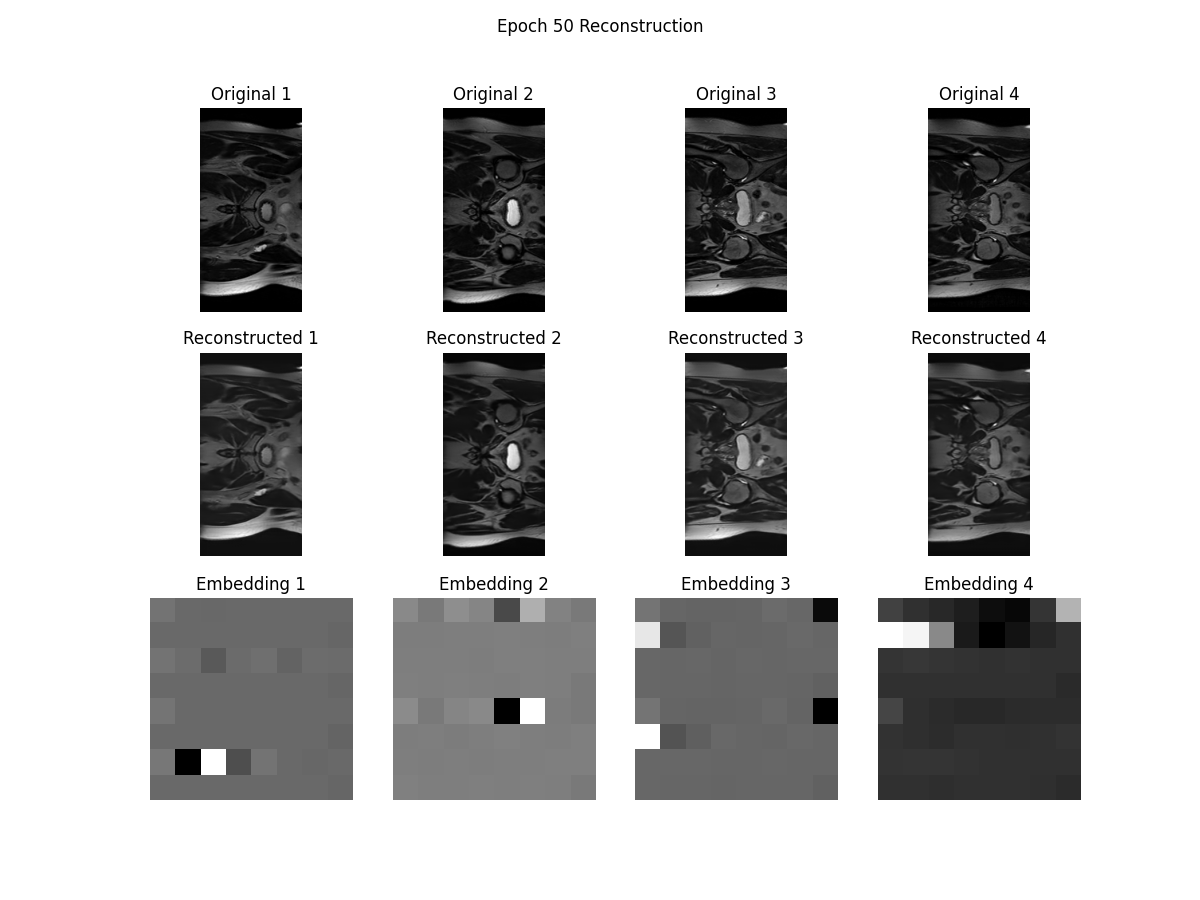 Epoch 50 Reconstruction
Original 1
Original 2
Original 3
Original 4
Reconstructed 1
Reconstructed 2
Reconstructed 3
Reconstructed 4
Embedding 1
Embedding 2
Embedding 3
Embedding 4